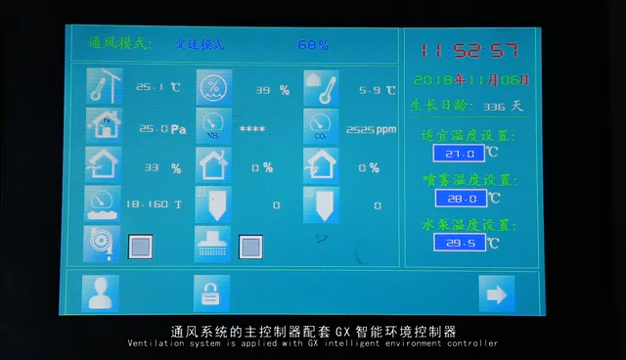 通风模式: 变速模式 68%
11:52:57
2018年11月06日
生长日龄: 336 天
25.1 ℃ 39 % 5.9 ℃
25.0 Pa NH₃ **** CO₂ 2525 ppm
33 % 0 % 0 %
18.160 T 0 0
适宜温度设置:
27.0 ℃
喷雾温度设置:
28.0 ℃
水泵温度设置:
29.5 ℃
通风系统的主控制器配套 GX 智能环境控制器
Ventilation system is applied with GX intelligent environment controller